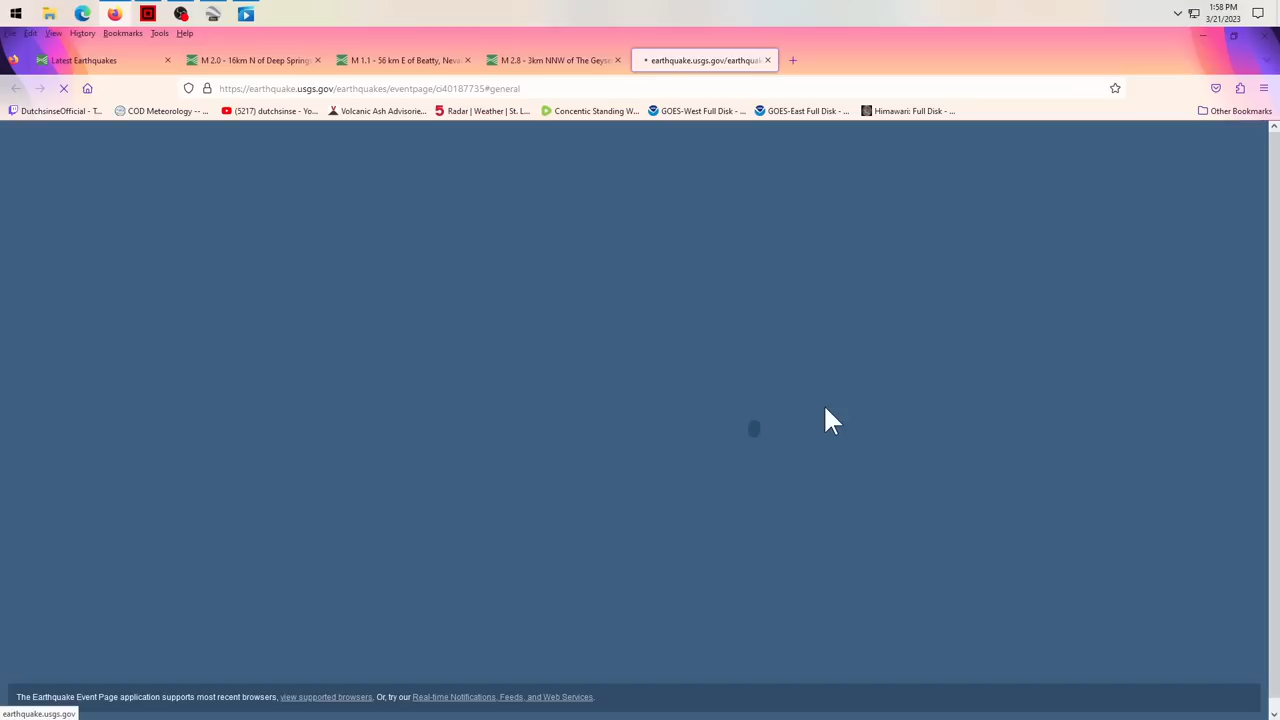 1:58 PM
3/21/2023
File Edit View History Bookmarks Tools Help
Latest Earthquakes M 2.0 - 16km N of Deep Spring M 1.1 - 56 km E of Beatty, Neva M 2.8 - 3km NNW of The Geyse earthquake.usgs.gov/earthqua
https://earthquake.usgs.gov/earthquakes/eventpage/ci40187735#general
DutchsinseOfficial - T... COD Meteorology -- ... (5217) dutchsinse - Yo... Volcanic Ash Advisorie... Radar | Weather | St. L... Concentic Standing W... GOES-West Full Disk - ... GOES-East Full Disk - ... Himawari: Full Disk - ... Other Bookmarks
The Earthquake Event Page application supports most recent browsers, view supported browsers. Or, try our Real-time Notifications, Feeds, and Web Services.
earthquake.usgs.gov